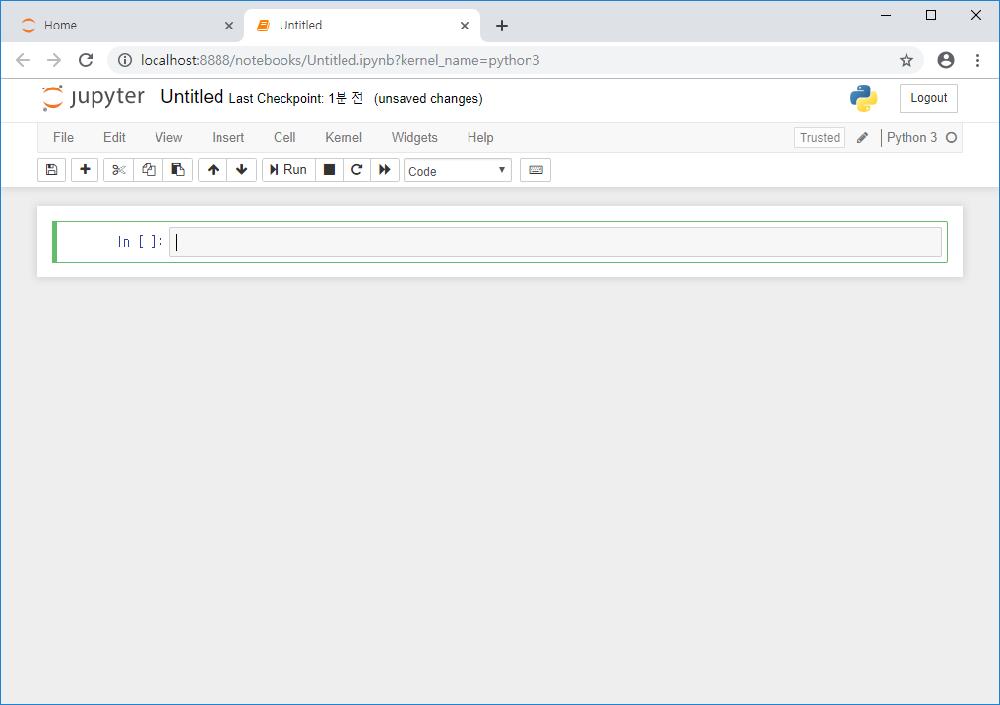 Home
Untitled
localhost:8888/notebooks/Untitled.ipynb?kernel_name=python3
jupyter Untitled Last Checkpoint: 1분 전 (unsaved changes) Logout
File Edit View Insert Cell Kernel Widgets Help Trusted Python 3
Run Code
In [ ]: